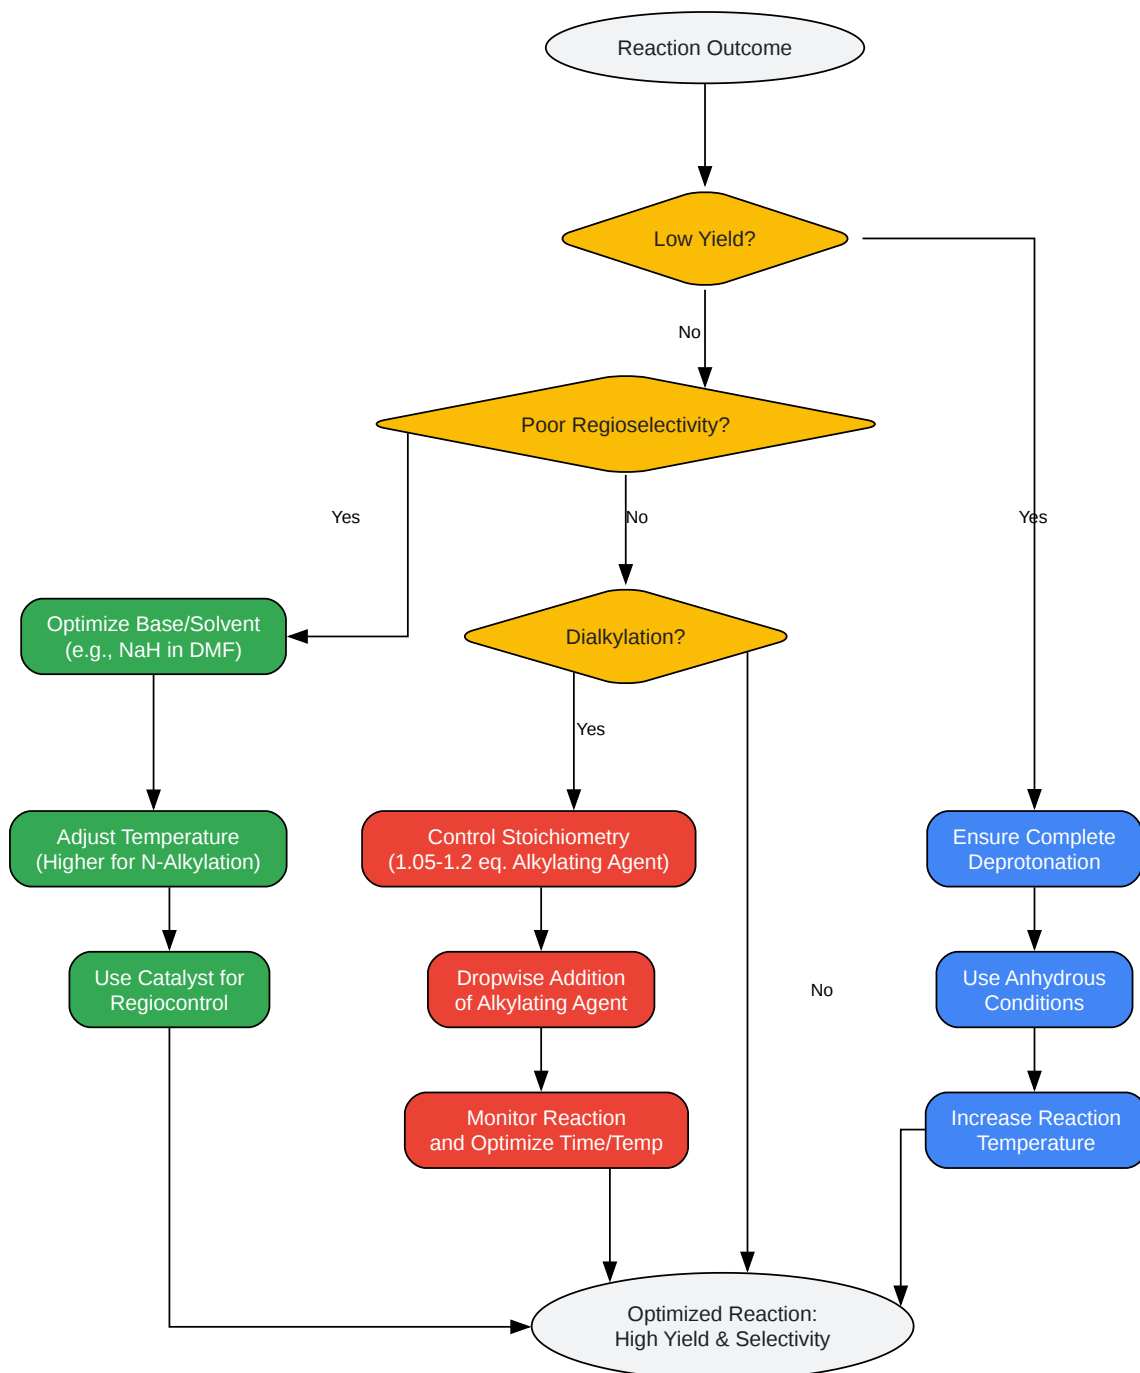 Reaction Outcome
Low Yield?
No
Poor Regioselectivity?
Yes
No
Yes
Optimize Base/Solvent
(e.g., NaH in DMF)
Dialkylation?
Yes
Adjust Temperature
(Higher for N-Alkylation)
Control Stoichiometry
(1.05-1.2 eq. Alkylating Agent)
Ensure Complete
Deprotonation
Use Catalyst for
Regiocontrol
Dropwise Addition
of Alkylating Agent
No
Use Anhydrous
Conditions
Monitor Reaction
and Optimize Time/Temp
Increase Reaction
Temperature
Optimized Reaction:
High Yield & Selectivity